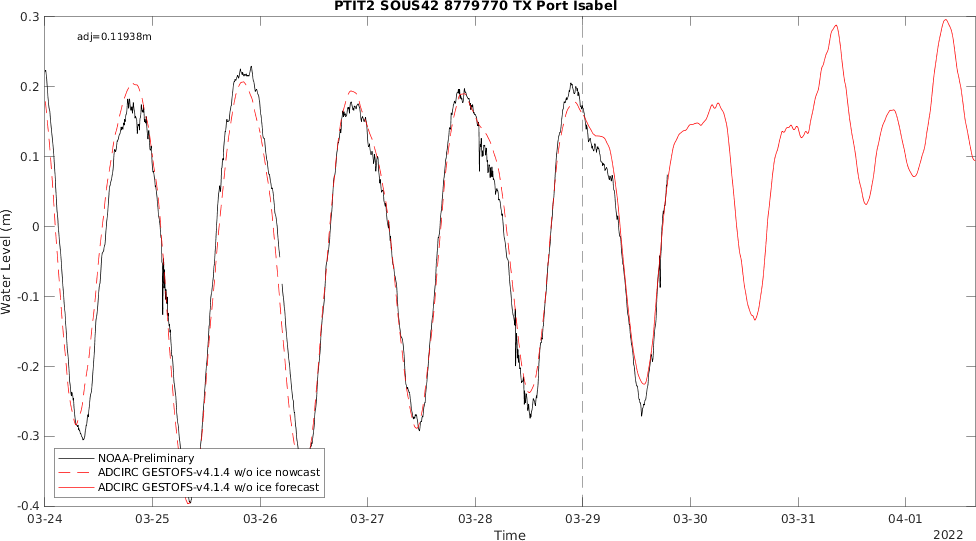 PTIT2 SOUS42 8779770 TX Port Isabel
adj=0.11938m
0.3
0.2
0.1
0
-0.1
-0.2
-0.3
-0.4
Water Level (m)
NOAA-Preliminary
ADCIRC GESTOFS-v4.1.4 w/o ice nowcast
ADCIRC GESTOFS-v4.1.4 w/o ice forecast
03-24 03-25 03-26 03-27 03-28 03-29 03-30 03-31 04-01
Time
2022